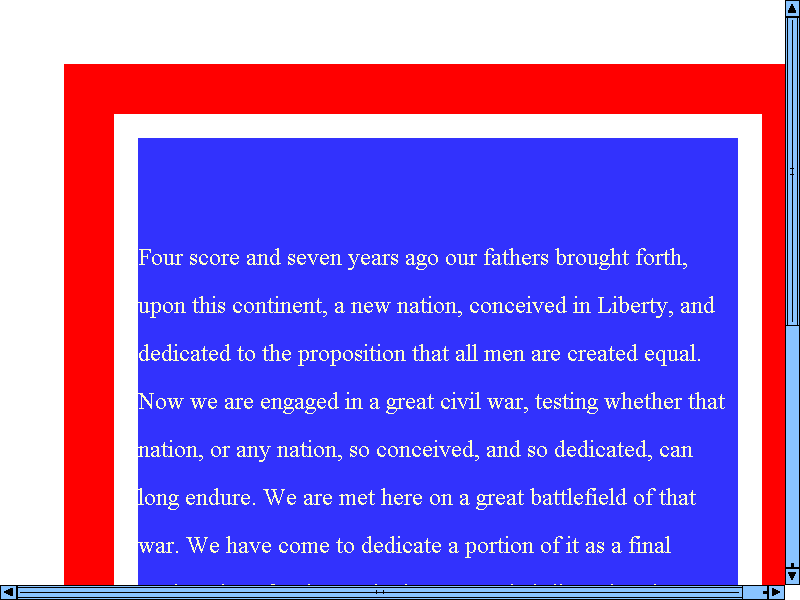 Four score and seven years ago our fathers brought forth,
upon this continent, a new nation, conceived in Liberty, and
dedicated to the proposition that all men are created equal.
Now we are engaged in a great civil war, testing whether that
nation, or any nation, so conceived, and so dedicated, can
long endure. We are met here on a great battlefield of that
war. We have come to dedicate a portion of it as a final